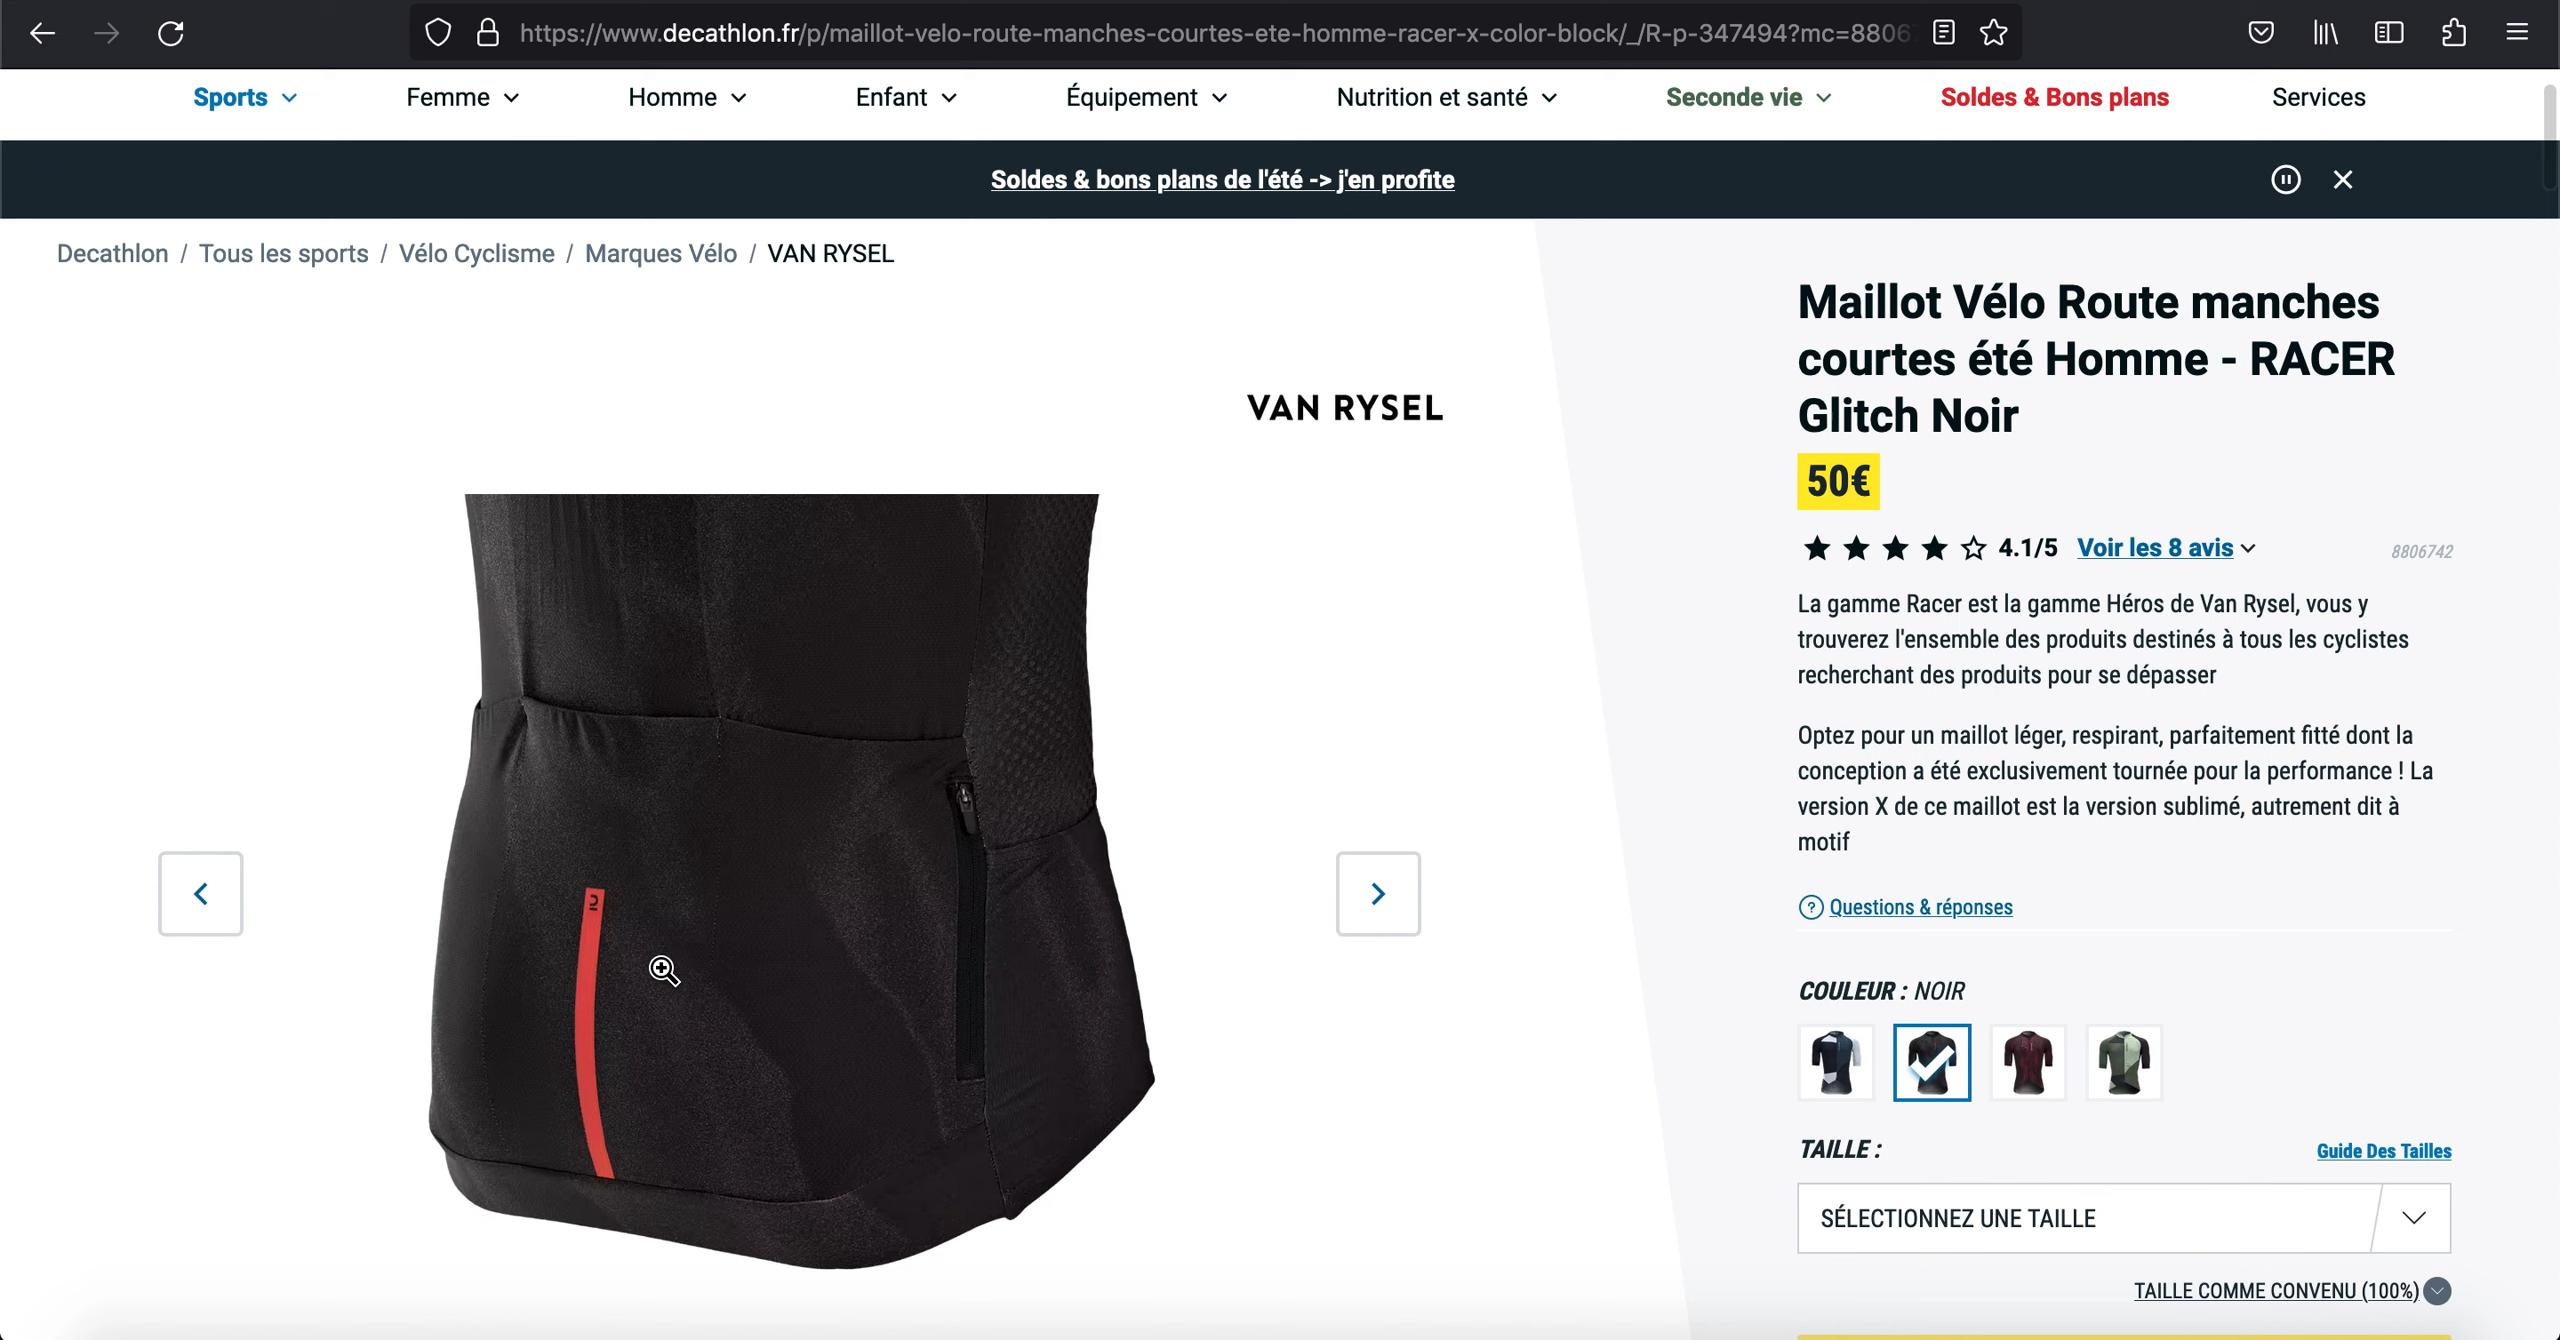 https://www.decathlon.fr/p/maillot-velo-route-manches-courtes-ete-homme-racer-x-color-block/_/R-p-347494?mc=8806
Sports Femme Homme Enfant Équipement Nutrition et santé Seconde vie Soldes & Bons plans Services
Soldes & bons plans de l'été -> j'en profite
Decathlon / Tous les sports / Vélo Cyclisme / Marques Vélo / VAN RYSEL
VAN RYSEL
Maillot Vélo Route manches
courtes été Homme - RACER
Glitch Noir
50€
4.1/5 Voir les 8 avis 8806742
La gamme Racer est la gamme Héros de Van Rysel, vous y
trouverez l'ensemble des produits destinés à tous les cyclistes
recherchant des produits pour se dépasser
Optez pour un maillot léger, respirant, parfaitement fitté dont la
conception a été exclusivement tournée pour la performance ! La
version X de ce maillot est la version sublimé, autrement dit à
motif
Questions & réponses
COULEUR : NOIR
TAILLE : Guide Des Tailles
SÉLECTIONNEZ UNE TAILLE
TAILLE COMME CONVENU (100%)